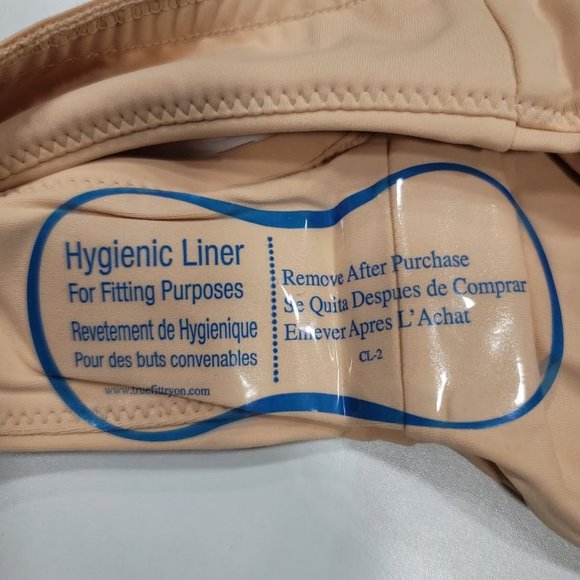 Hygienic Liner
For Fitting Purposes
Revetement de Hygienique
Pour des buts convenables
www.truefittryon.com
Remove After Purchase
Se Quita Despues de Comprar
Enlever Apres L'Achat
CL-2